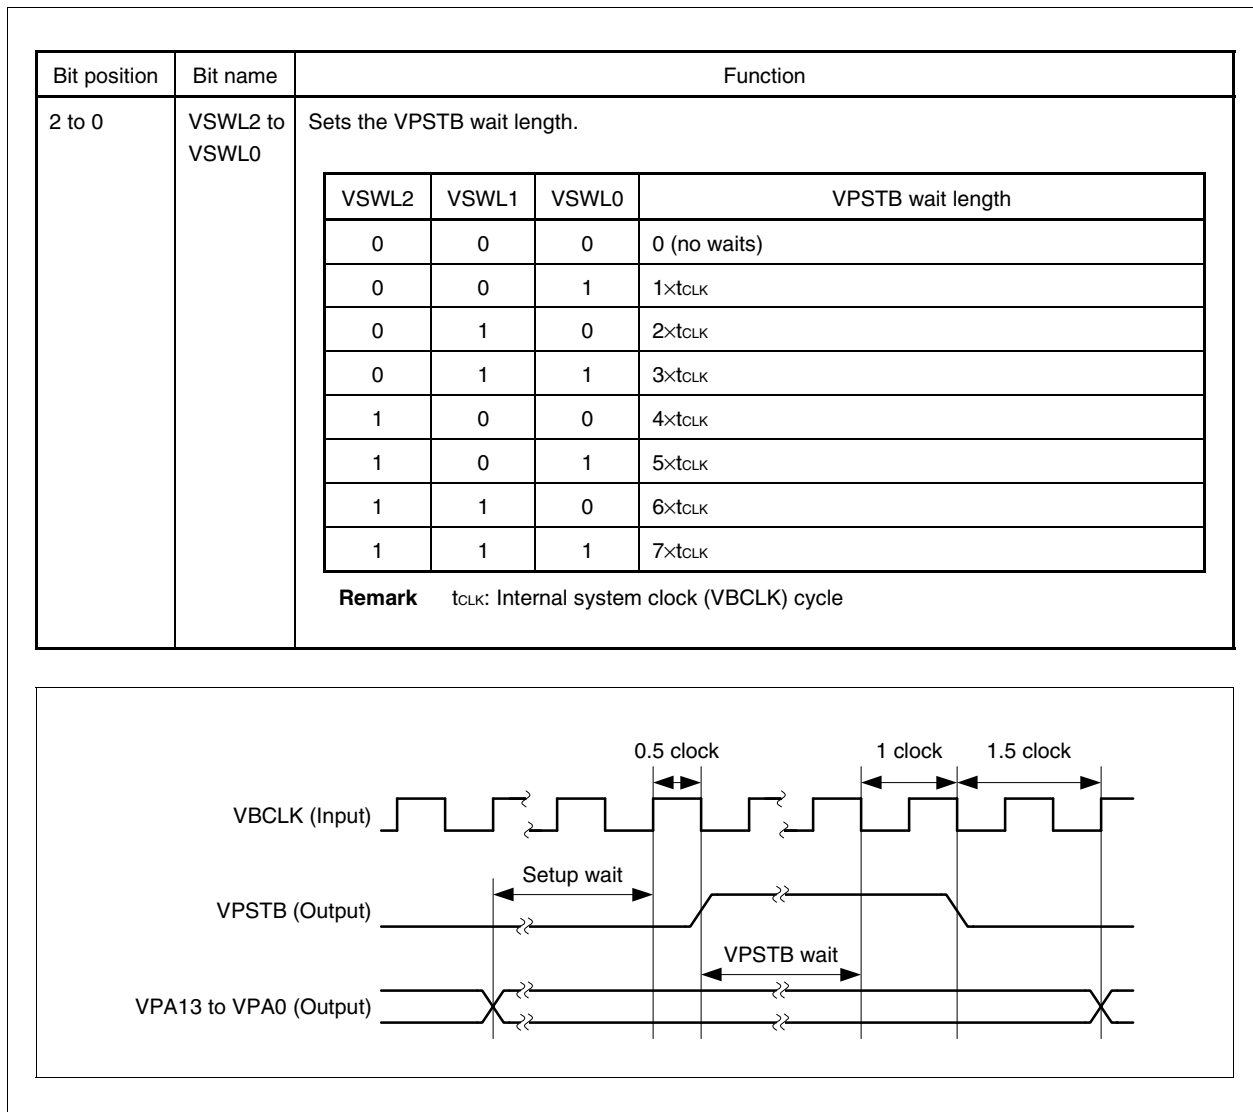 Bit position Bit name Function
2 to 0 VSWL2 to VSWL0 Sets the VPSTB wait length.
VSWL2 VSWL1 VSWL0 VPSTB wait length
0 0 0 0 (no waits)
0 0 1 1×tCLK
0 1 0 2×tCLK
0 1 1 3×tCLK
1 0 0 4×tCLK
1 0 1 5×tCLK
1 1 0 6×tCLK
1 1 1 7×tCLK
Remark tCLK: Internal system clock (VBCLK) cycle
0.5 clock 1 clock 1.5 clock
VBCLK (Input)
Setup wait
VPSTB (Output)
VPSTB wait
VPA13 to VPA0 (Output)